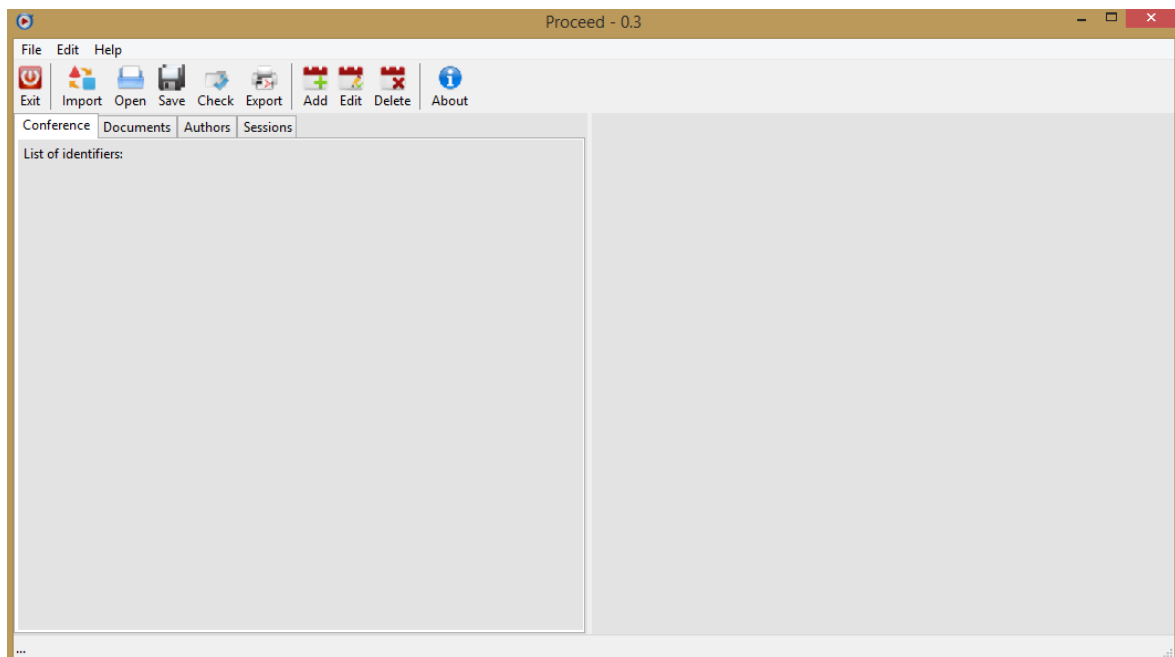 Proceed - 0.3
File Edit Help
Exit Import Open Save Check Export Add Edit Delete About
Conference Documents Authors Sessions
List of identifiers:
...